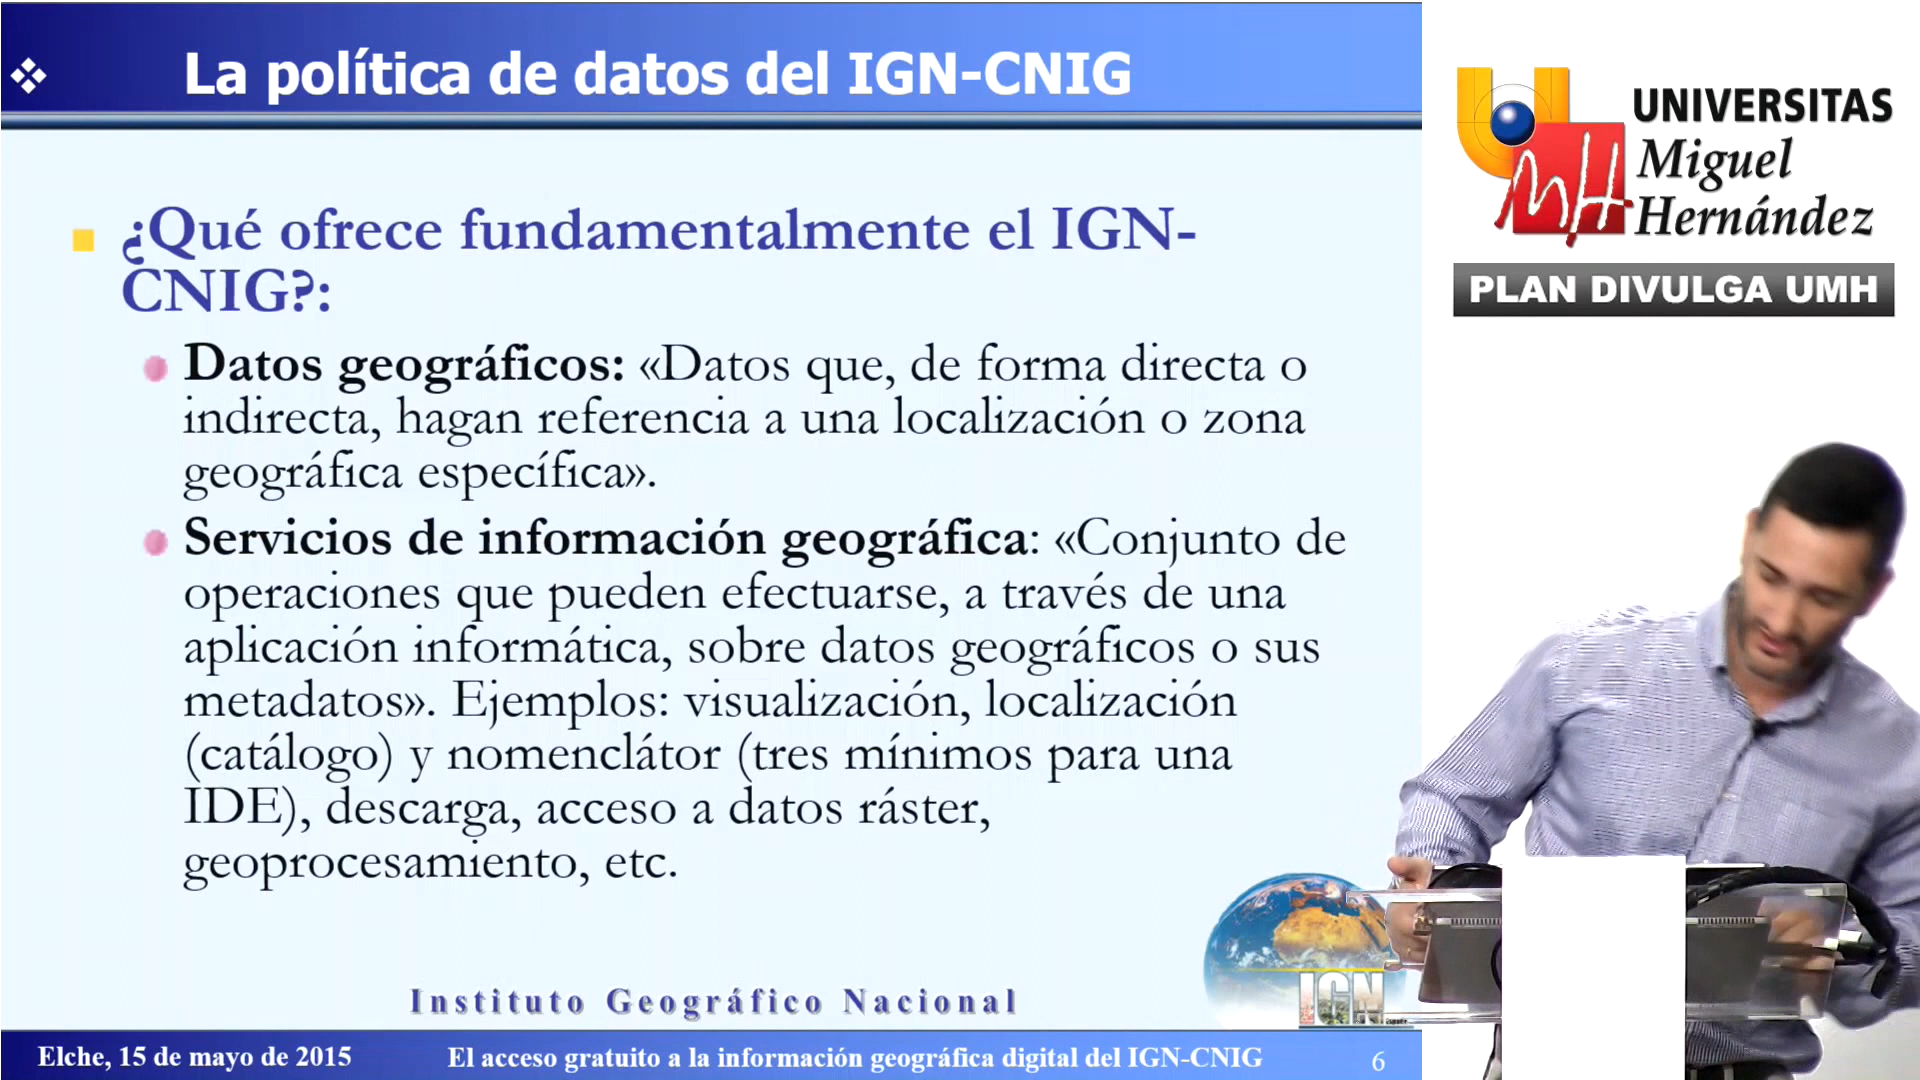 La política de datos del IGN-CNIG
¿Qué ofrece fundamentalmente el IGN-
CNIG?:
Datos geográficos: «Datos que, de forma directa o
indirecta, hagan referencia a una localización o zona
geográfica específica».
Servicios de información geográfica: «Conjunto de
operaciones que pueden efectuarse, a través de una
aplicación informática, sobre datos geográficos o sus
metadatos». Ejemplos: visualización, localización
(catálogo) y nomenclátor (tres mínimos para una
IDE), descarga, acceso a datos ráster,
geoprocesamiento, etc.
Instituto Geográfico Nacional
IGN
Elche, 15 de mayo de 2015
El acceso gratuito a la información geográfica digital del IGN-CNIG
6
UNIVERSITAS
Miguel
Hernández
MH
PLAN DIVULGA UMH